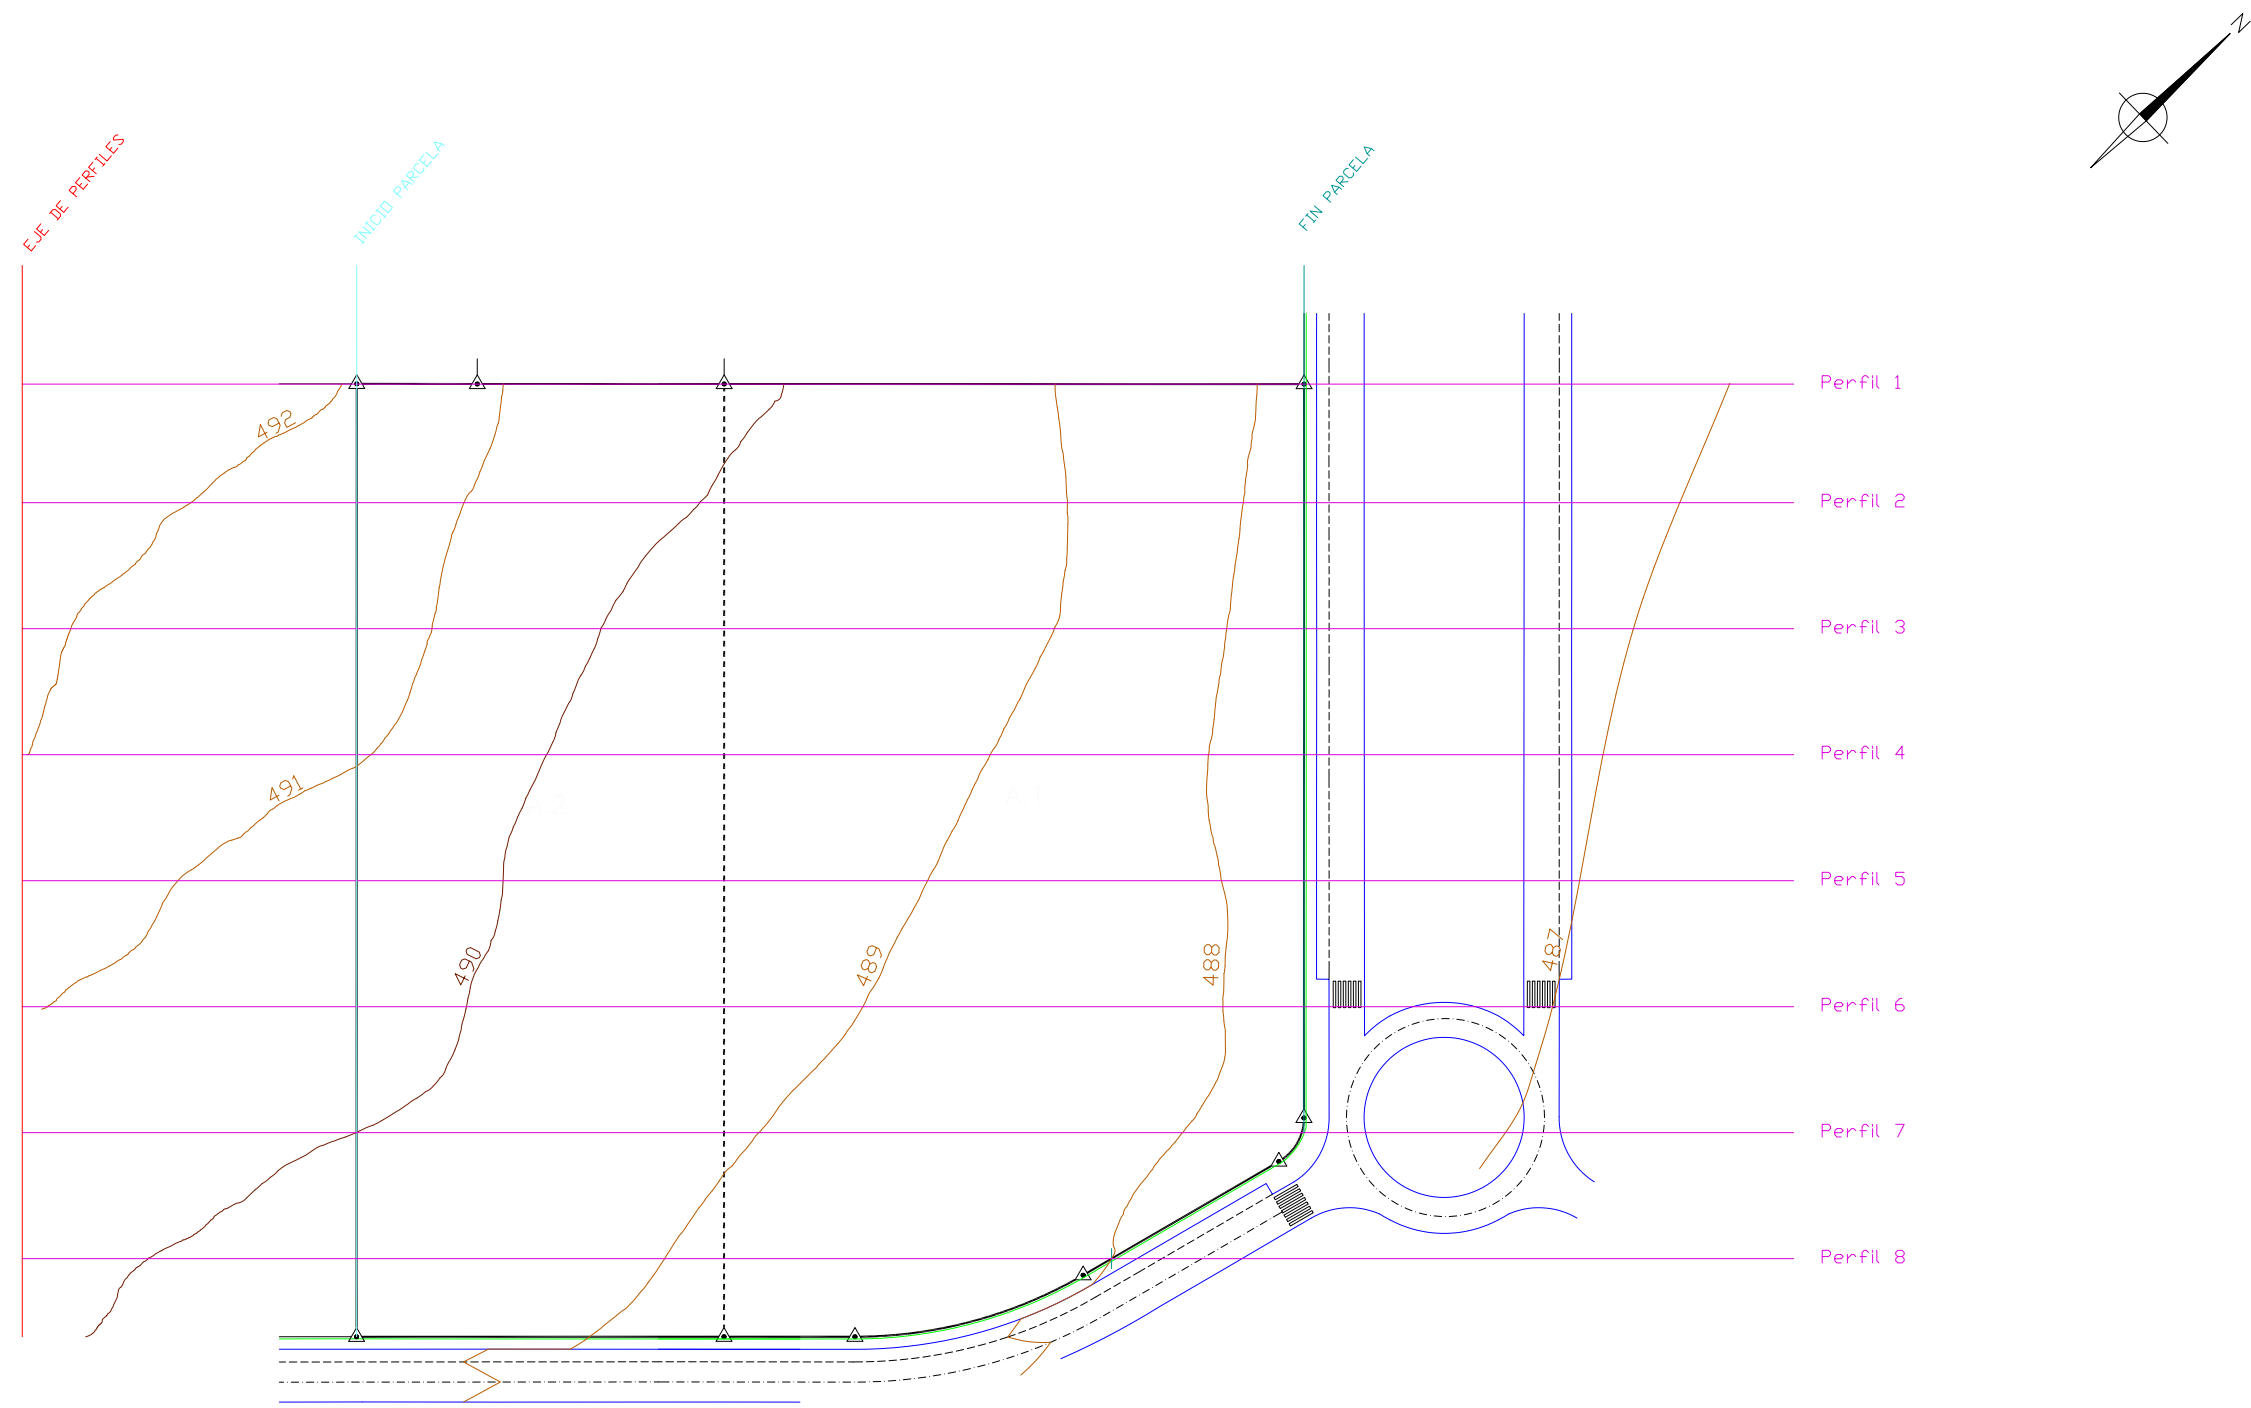 N
EJE DE PERFILES
INICIO PARCELA
FIN PARCELA
Perfil 1
492
Perfil 2
Perfil 3
Perfil 4
491
Perfil 5
490
489
488
487
Perfil 6
Perfil 7
Perfil 8